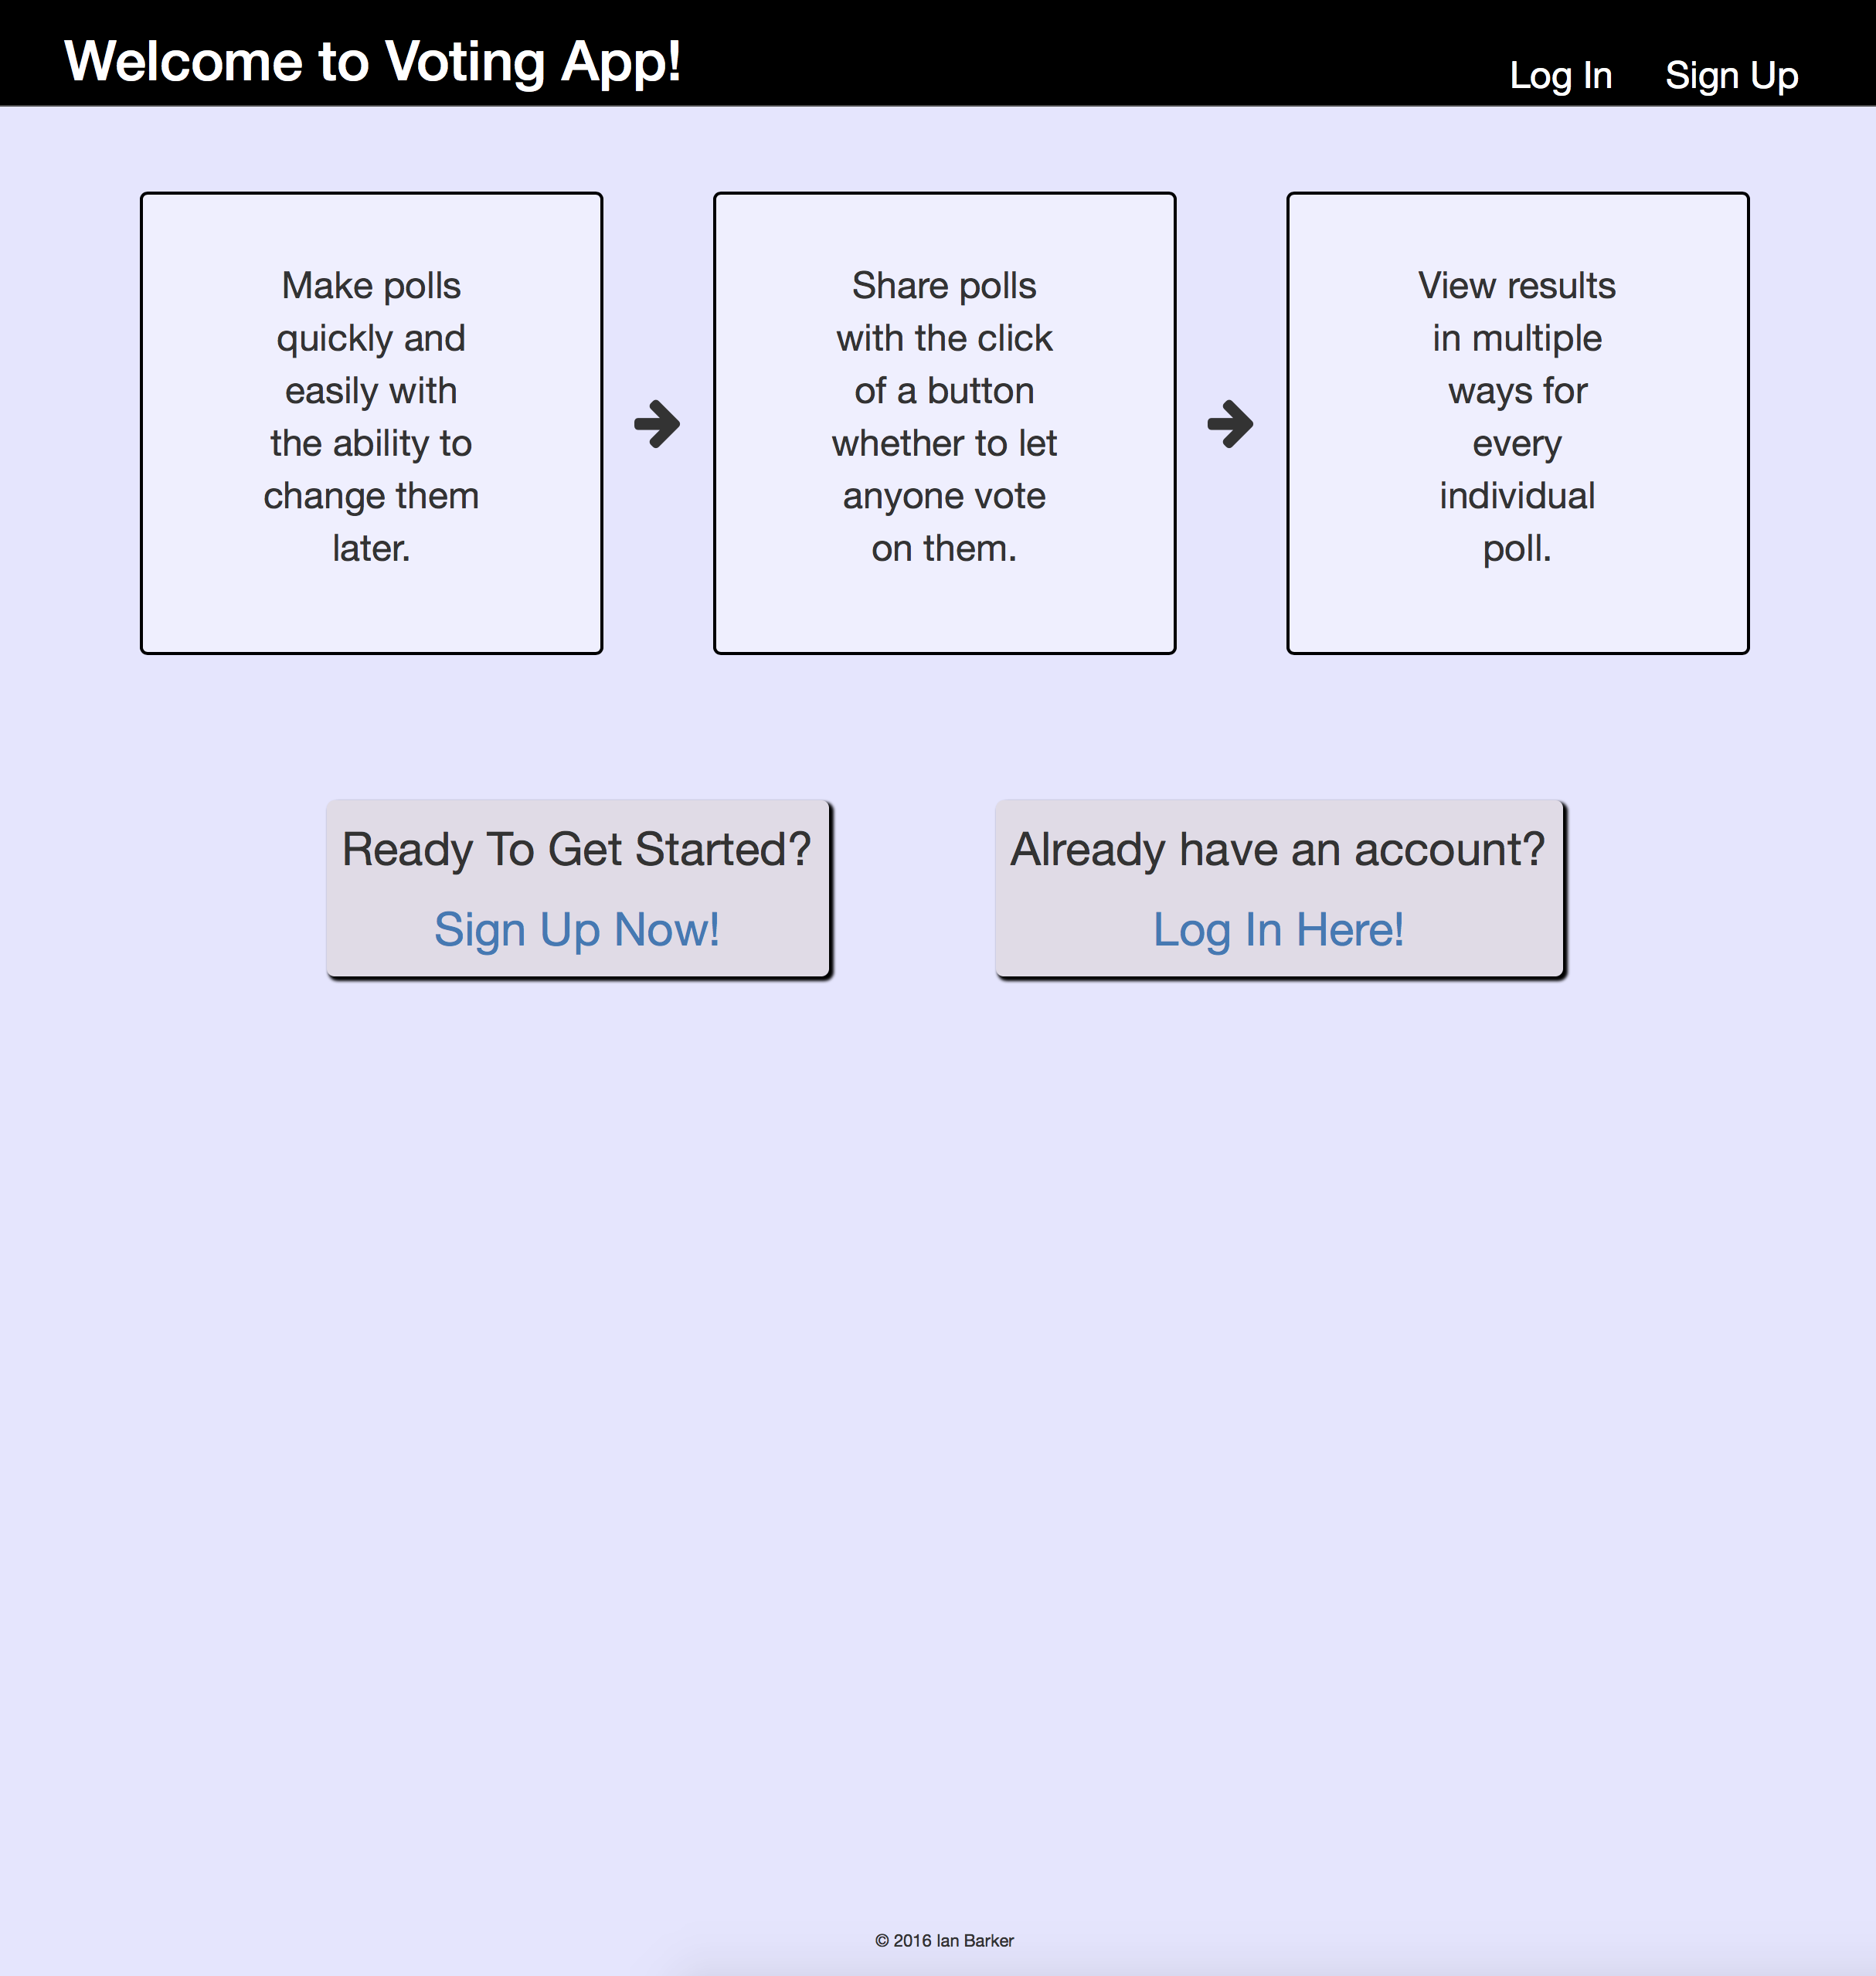 Welcome to Voting App!
Log In
Sign Up
Make polls
quickly and
easily with
the ability to
change them
later.
Share polls
with the click
of a button
whether to let
anyone vote
on them.
View results
in multiple
ways for
every
individual
poll.
Ready To Get Started?
Sign Up Now!
Already have an account?
Log In Here!
© 2016 Ian Barker